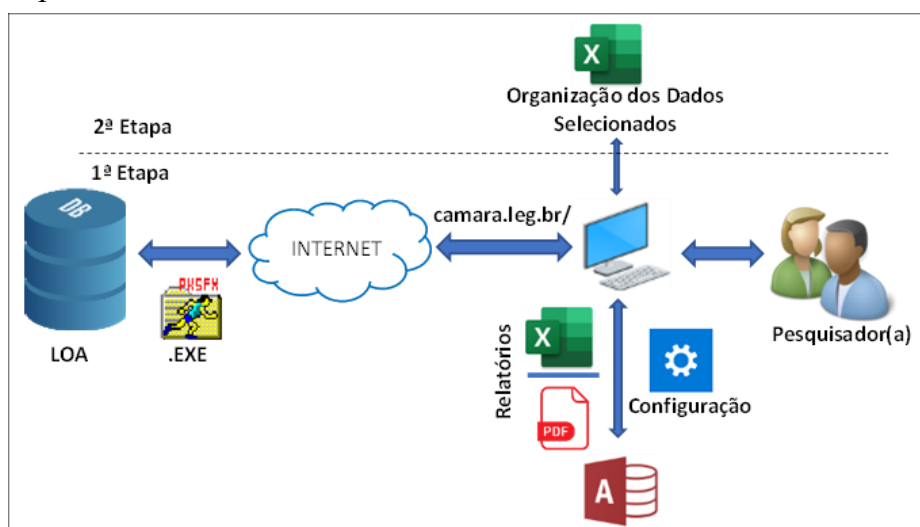 X
Organização dos Dados
Selecionados
2ª Etapa
1ª Etapa
DB
camara.leg.br/
INTERNET
PKSFX
LOA
.EXE
Relatórios
X
PDF
Configuração
Pesquisador(a)
A